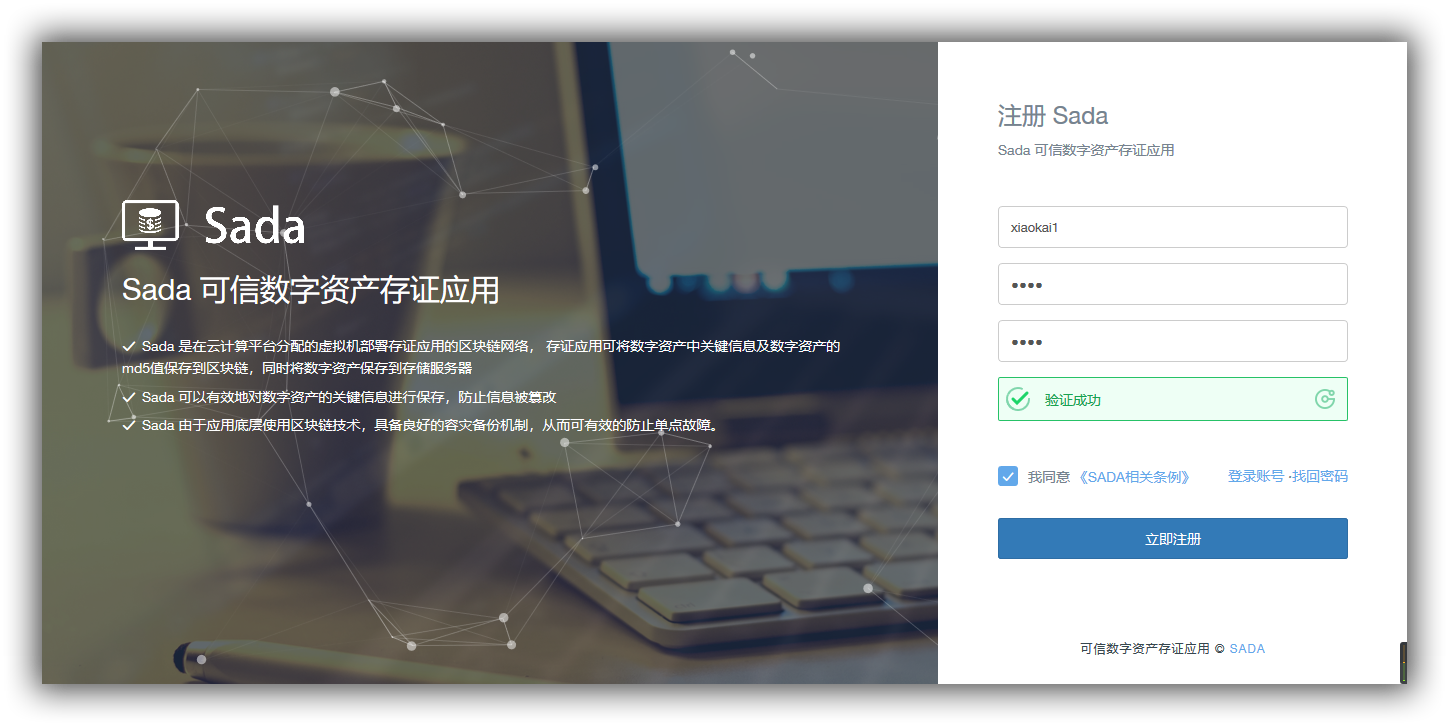 Sada
Sada 可信数字资产存证应用
Sada 是在云计算平台分配的虚拟机部署存证应用的区块链网络， 存证应用可将数字资产中关键信息及数字资产的
md5值保存到区块链，同时将数字资产保存到存储服务器
Sada 可以有效地对数字资产的关键信息进行保存，防止信息被篡改
Sada 由于应用底层使用区块链技术，具备良好的容灾备份机制，从而可有效的防止单点故障。
注册 Sada
Sada 可信数字资产存证应用
xiaokai1
••••
••••
验证成功
我同意 《SADA相关条例》 登录账号 ·找回密码
立即注册
可信数字资产存证应用 © SADA